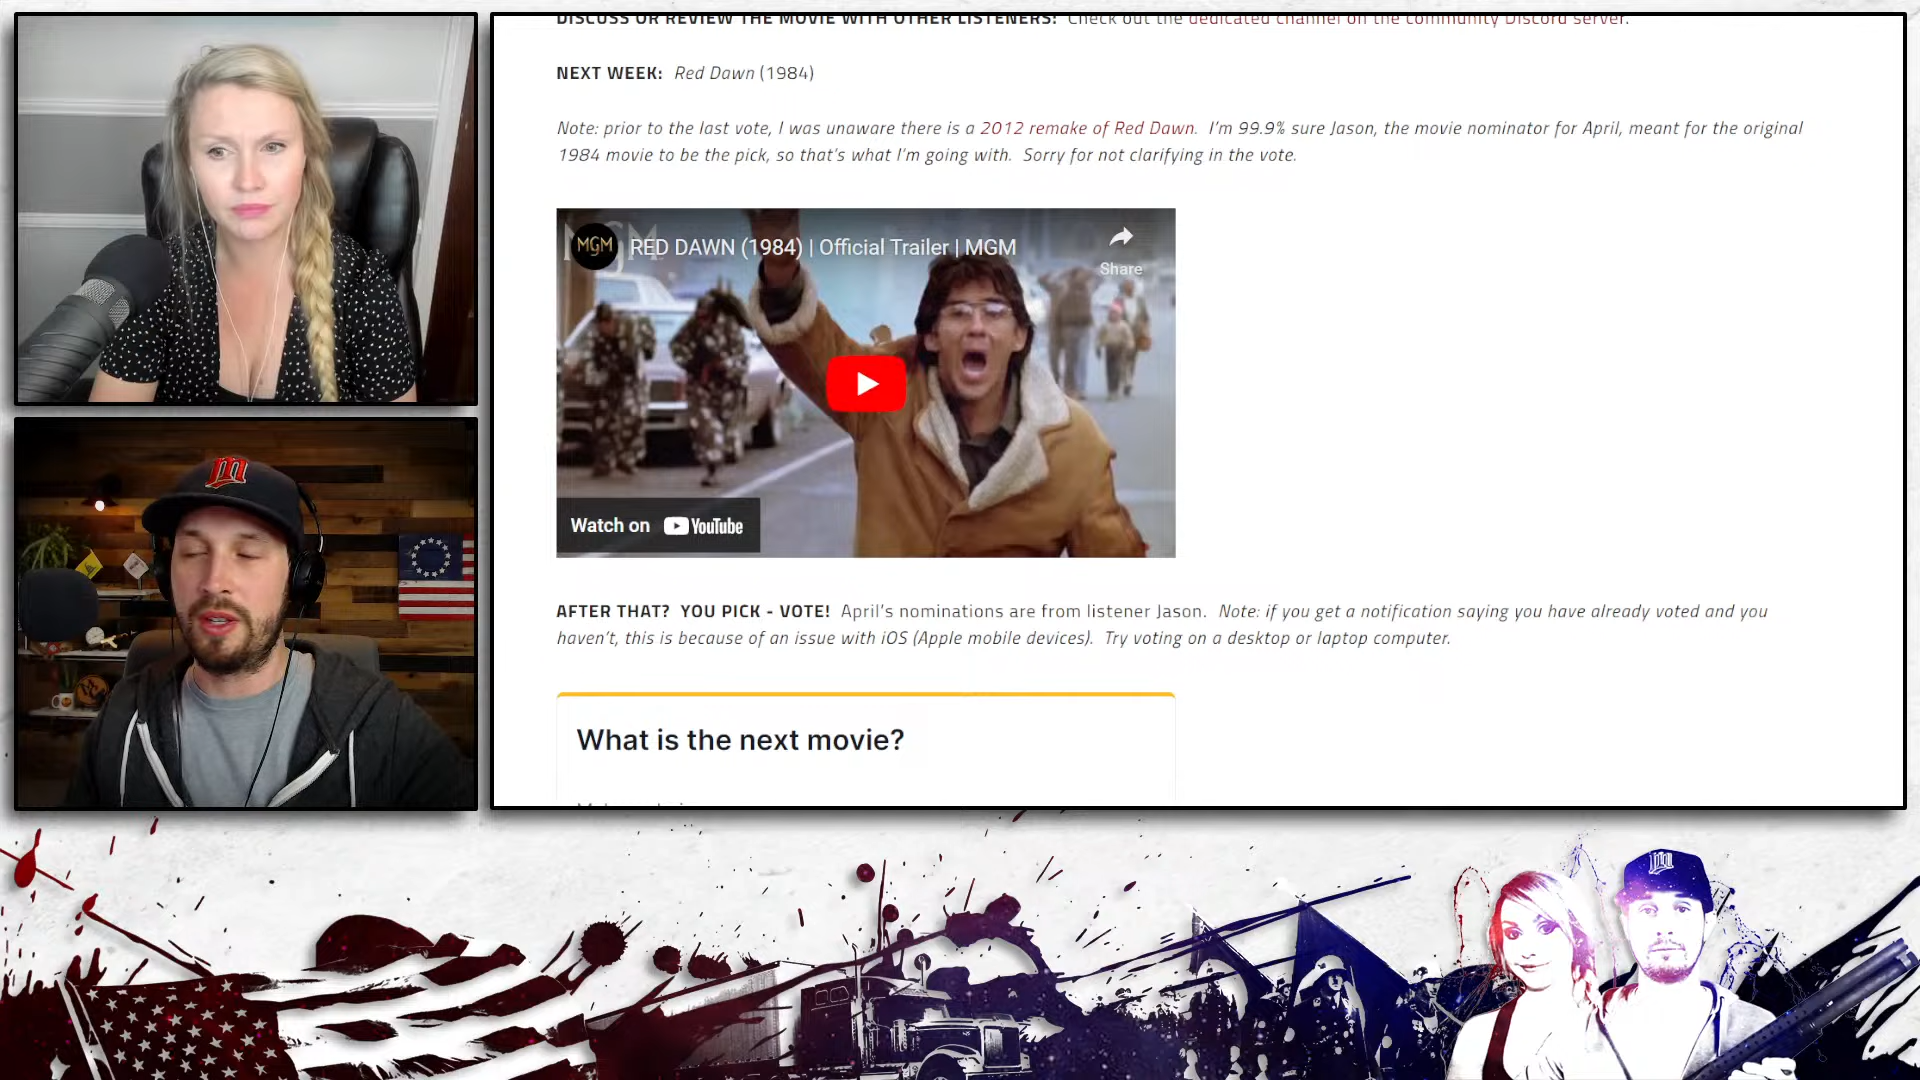 DISCUSS OR REVIEW THE MOVIE WITH OTHER LISTENERS: Check out the dedicated channel on the community Discord server.
NEXT WEEK: Red Dawn (1984)
Note: prior to the last vote, I was unaware there is a 2012 remake of Red Dawn. I'm 99.9% sure Jason, the movie nominator for April, meant for the original
1984 movie to be the pick, so that's what I'm going with. Sorry for not clarifying in the vote.
MGM
RED DAWN (1984) | Official Trailer | MGM
Share
Watch on YouTube
AFTER THAT? YOU PICK - VOTE! April's nominations are from listener Jason. Note: if you get a notification saying you have already voted and you
haven't, this is because of an issue with iOS (Apple mobile devices). Try voting on a desktop or laptop computer.
What is the next movie?